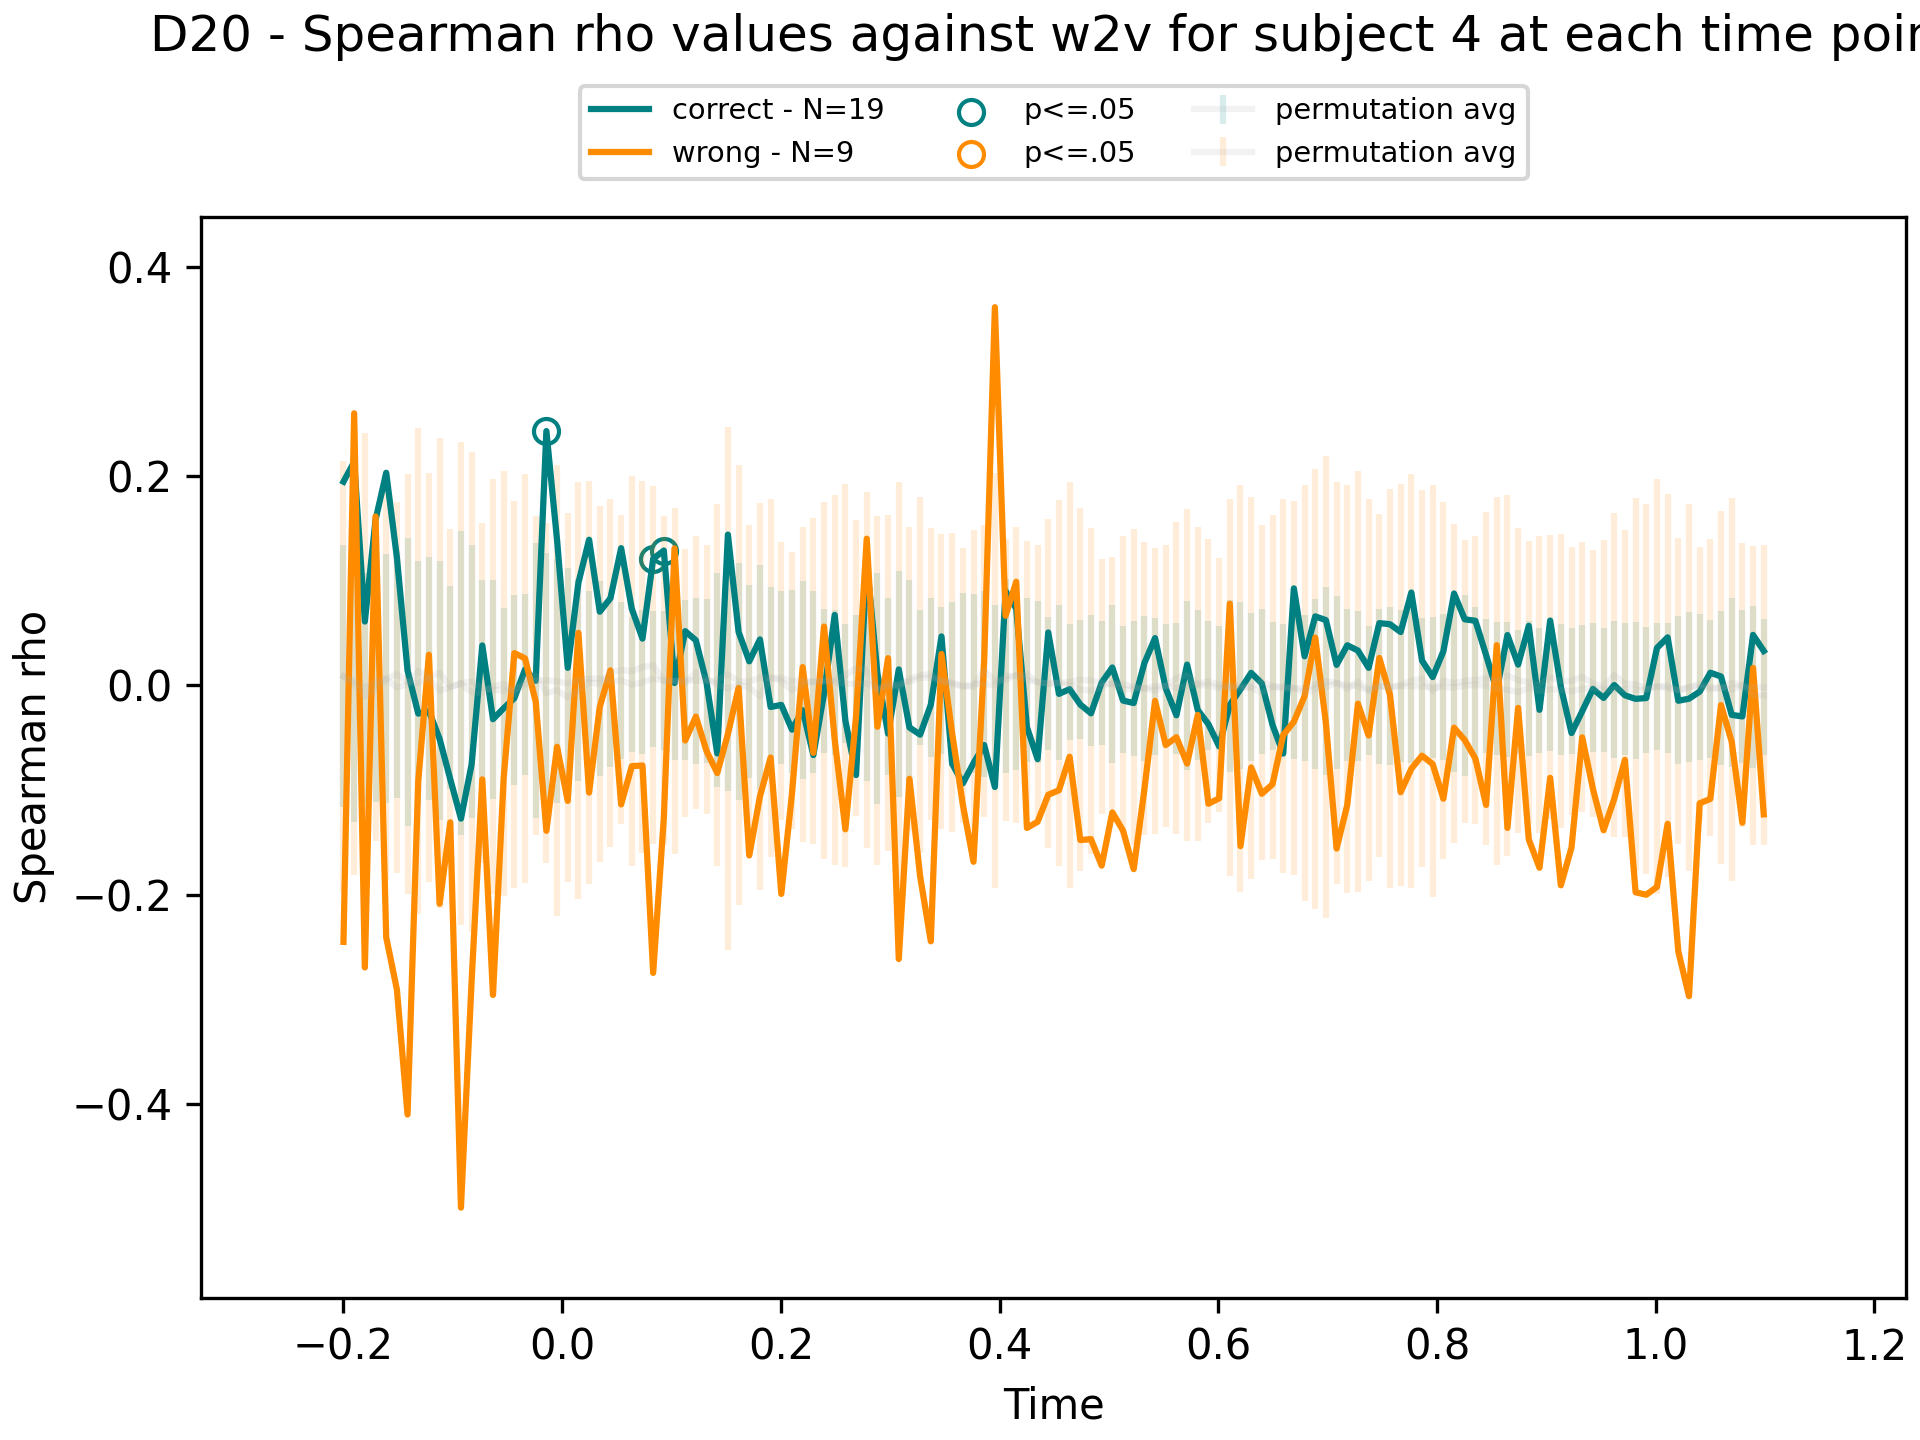 D20 - Spearman rho values against w2v for subject 4 at each time poin
correct - N=19 p<=.05 permutation avg
wrong - N=9 p<=.05 permutation avg
Spearman rho
0.4
0.2
0.0
−0.2
−0.4
−0.2 0.0 0.2 0.4 0.6 0.8 1.0 1.2
Time